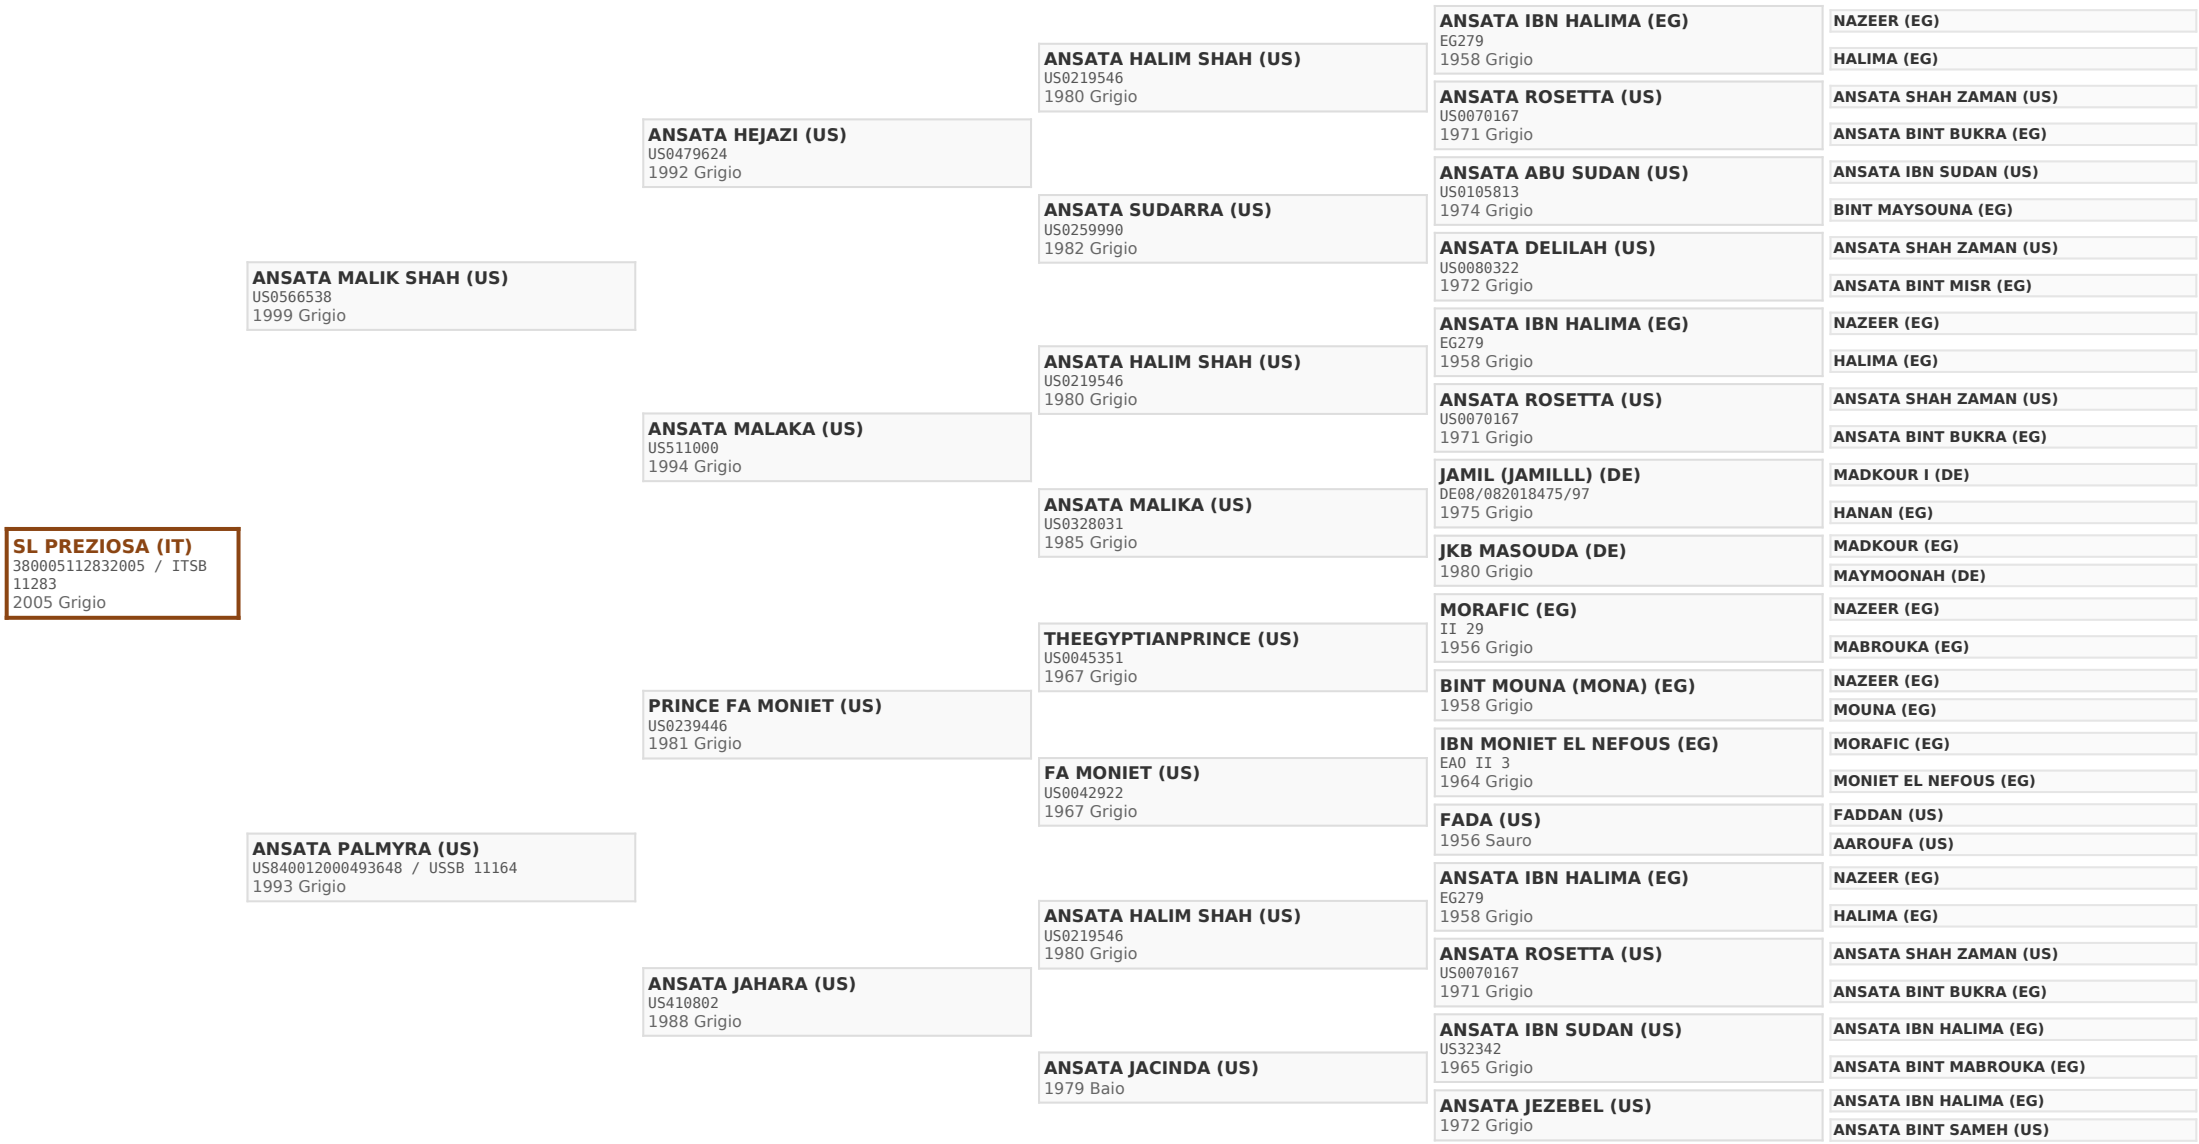 SL PREZIOSA (IT)
380005112832005 / ITSB
11283
2005 Grigio
ANSATA MALIK SHAH (US)
US0566538
1999 Grigio
ANSATA PALMYRA (US)
US840012000493648 / USSB 11164
1993 Grigio
ANSATA HEJAZI (US)
US0479624
1992 Grigio
ANSATA MALAKA (US)
US511000
1994 Grigio
PRINCE FA MONIET (US)
US0239446
1981 Grigio
ANSATA JAHARA (US)
US410802
1988 Grigio
ANSATA HALIM SHAH (US)
US0219546
1980 Grigio
ANSATA SUDARRA (US)
US0259990
1982 Grigio
ANSATA HALIM SHAH (US)
US0219546
1980 Grigio
ANSATA MALIKA (US)
US0328031
1985 Grigio
THEEGYPTIANPRINCE (US)
US0045351
1967 Grigio
FA MONIET (US)
US0042922
1967 Grigio
ANSATA HALIM SHAH (US)
US0219546
1980 Grigio
ANSATA JACINDA (US)
1979 Baio
ANSATA IBN HALIMA (EG)
EG279
1958 Grigio
ANSATA ROSETTA (US)
US0070167
1971 Grigio
ANSATA ABU SUDAN (US)
US0105813
1974 Grigio
ANSATA DELILAH (US)
US0080322
1972 Grigio
ANSATA IBN HALIMA (EG)
EG279
1958 Grigio
ANSATA ROSETTA (US)
US0070167
1971 Grigio
JAMIL (JAMILLL) (DE)
DE08/082018475/97
1975 Grigio
JKB MASOUDA (DE)
1980 Grigio
MORAFIC (EG)
II 29
1956 Grigio
BINT MOUNA (MONA) (EG)
1958 Grigio
IBN MONIET EL NEFOUS (EG)
EAO II 3
1964 Grigio
FADA (US)
1956 Sauro
ANSATA IBN HALIMA (EG)
EG279
1958 Grigio
ANSATA ROSETTA (US)
US0070167
1971 Grigio
ANSATA IBN SUDAN (US)
US32342
1965 Grigio
ANSATA JEZEBEL (US)
1972 Grigio
NAZEER (EG)
HALIMA (EG)
ANSATA SHAH ZAMAN (US)
ANSATA BINT BUKRA (EG)
ANSATA IBN SUDAN (US)
BINT MAYSOUNA (EG)
ANSATA SHAH ZAMAN (US)
ANSATA BINT MISR (EG)
NAZEER (EG)
HALIMA (EG)
ANSATA SHAH ZAMAN (US)
ANSATA BINT BUKRA (EG)
MADKOUR I (DE)
HANAN (EG)
MADKOUR (EG)
MAYMOONAH (DE)
NAZEER (EG)
MABROUKA (EG)
NAZEER (EG)
MOUNA (EG)
MORAFIC (EG)
MONIET EL NEFOUS (EG)
FADDAN (US)
AAROUFA (US)
NAZEER (EG)
HALIMA (EG)
ANSATA SHAH ZAMAN (US)
ANSATA BINT BUKRA (EG)
ANSATA IBN HALIMA (EG)
ANSATA BINT MABROUKA (EG)
ANSATA IBN HALIMA (EG)
ANSATA BINT SAMEH (US)